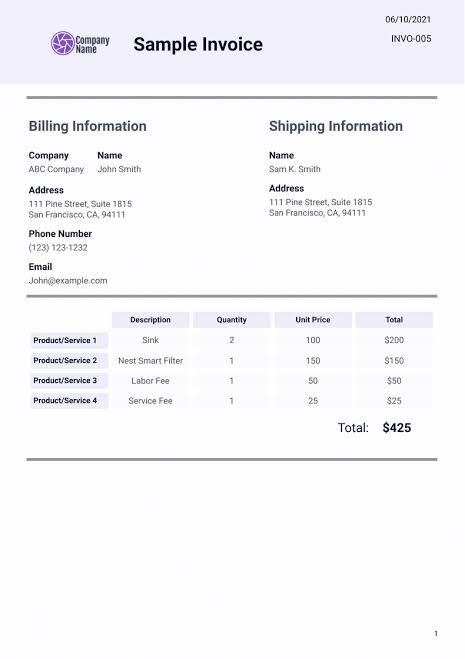 06/10/2021
INVO-005
Company
Name
Sample Invoice
Billing Information
Company Name
ABC Company John Smith
Address
111 Pine Street, Suite 1815
San Francisco, CA, 94111
Phone Number
(123) 123-1232
Email
John@example.com
Shipping Information
Name
Sam K. Smith
Address
111 Pine Street, Suite 1815
San Francisco, CA, 94111
Description Quantity Unit Price Total
Product/Service 1 Sink 2 100 $200
Product/Service 2 Nest Smart Filter 1 150 $150
Product/Service 3 Labor Fee 1 50 $50
Product/Service 4 Service Fee 1 25 $25
Total: $425
1